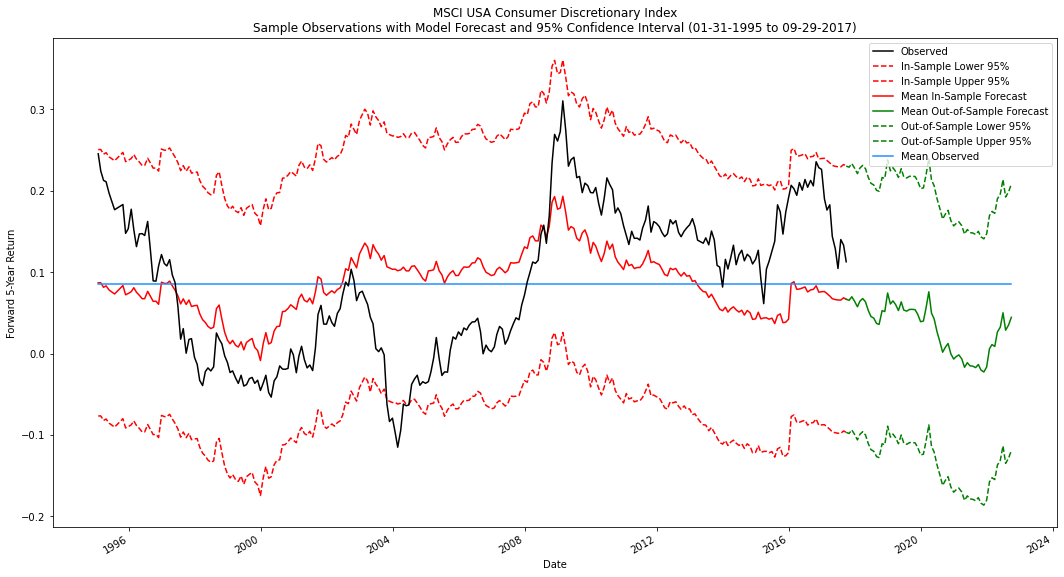 MSCI USA Consumer Discretionary Index
Sample Observations with Model Forecast and 95% Confidence Interval (01-31-1995 to 09-29-2017)
Observed
In-Sample Lower 95%
In-Sample Upper 95%
Mean In-Sample Forecast
Mean Out-of-Sample Forecast
Out-of-Sample Lower 95%
Out-of-Sample Upper 95%
Mean Observed
Forward 5-Year Return
0.3
0.2
0.1
0.0
−0.1
−0.2
1996
2000
2004
2008
2012
2016
2020
2024
Date